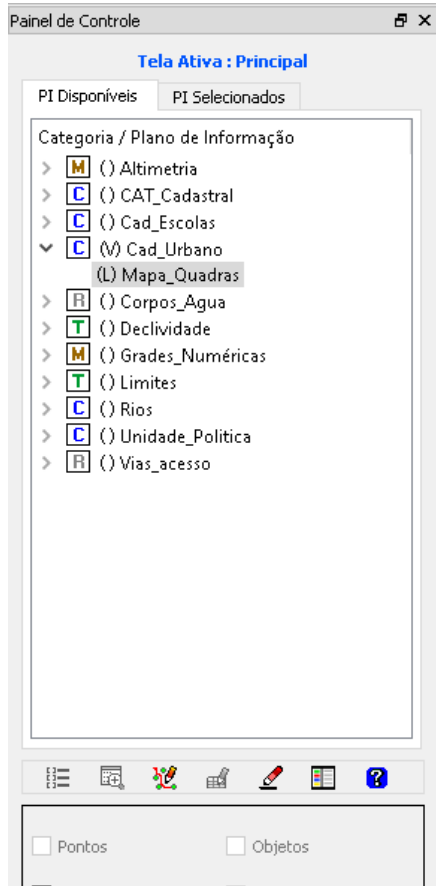 Painel de Controle
Tela Ativa : Principal
PI Disponíveis PI Selecionados
Categoria / Plano de Informação
M () Altimetria
C () CAT_Cadastral
C () Cad_Escolas
C (V) Cad_Urbano
(L) Mapa_Quadras
R () Corpos_Agua
T () Declividade
M () Grades_Numéricas
T () Limites
C () Rios
C () Unidade_Politica
R () Vias_acesso
?
Pontos Objetos